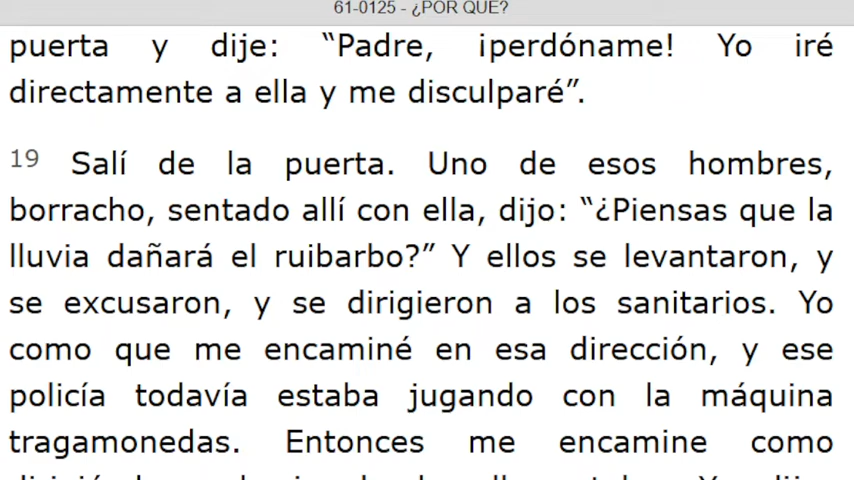 61-0125 - ¿POR QUE?
puerta y dije: “Padre, ¡perdóname! Yo iré
directamente a ella y me disculparé”.
19 Salí de la puerta. Uno de esos hombres,
borracho, sentado allí con ella, dijo: “¿Piensas que la
lluvia dañará el ruibarbo?” Y ellos se levantaron, y
se excusaron, y se dirigieron a los sanitarios. Yo
como que me encaminé en esa dirección, y ese
policía todavía estaba jugando con la máquina
tragamonedas. Entonces me encamine como